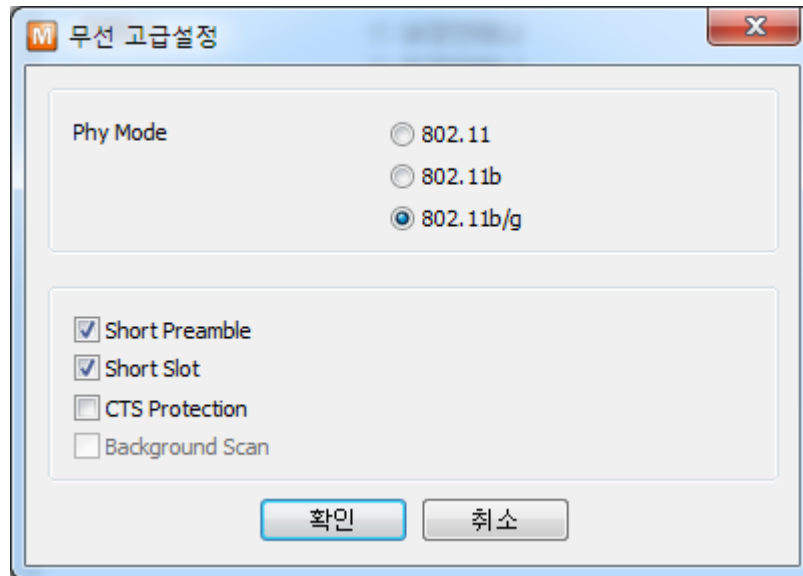 M 무선 고급설정
Phy Mode
802.11
802.11b
802.11b/g
Short Preamble
Short Slot
CTS Protection
Background Scan
확인
취소